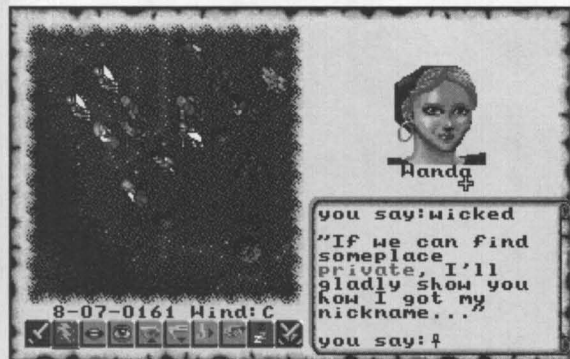 Wanda
you say:wicked
"If we can find
someplace
private, I'll
gladly show you
how I got my
nickname..."
you say:
8-07-0161 Wind:C